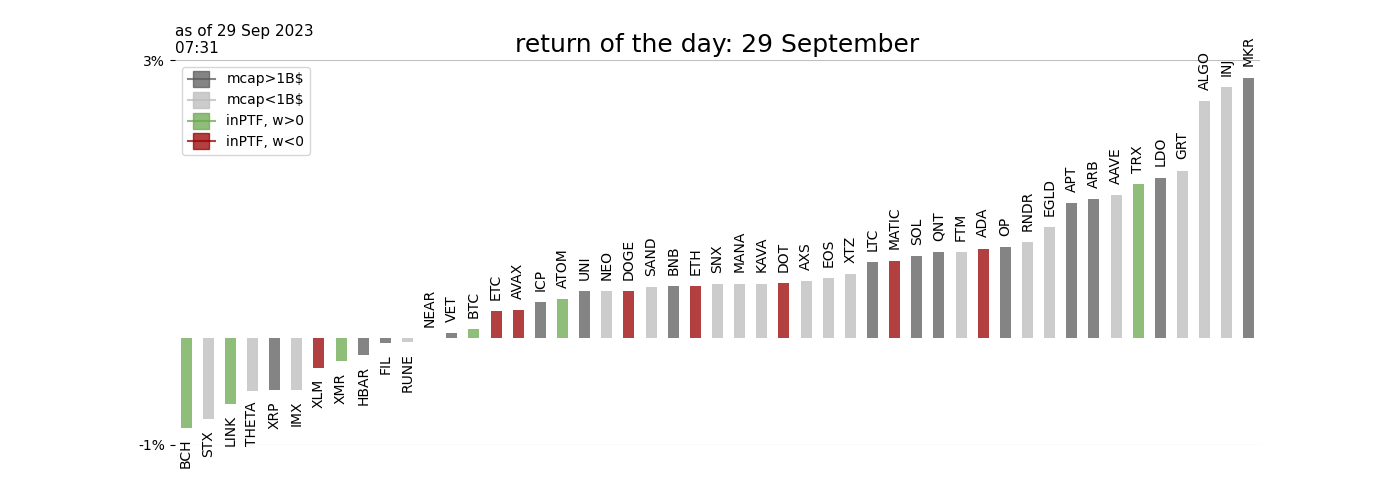 as of 29 Sep 2023
07:31
return of the day: 29 September
3%
mcap>1B$
mcap<1B$
inPTF, w>0
inPTF, w<0
-1%
BCH
STX
LINK
THETA
XRP
IMX
XLM
XMR
HBAR
FIL
RUNE
NEAR
VET
BTC
ETC
AVAX
ICP
ATOM
UNI
NEO
DOGE
SAND
BNB
ETH
SNX
MANA
KAVA
DOT
AXS
EOS
XTZ
LTC
MATIC
SOL
QNT
FTM
ADA
OP
RNDR
EGLD
APT
ARB
AAVE
TRX
LDO
GRT
ALGO
INJ
MKR